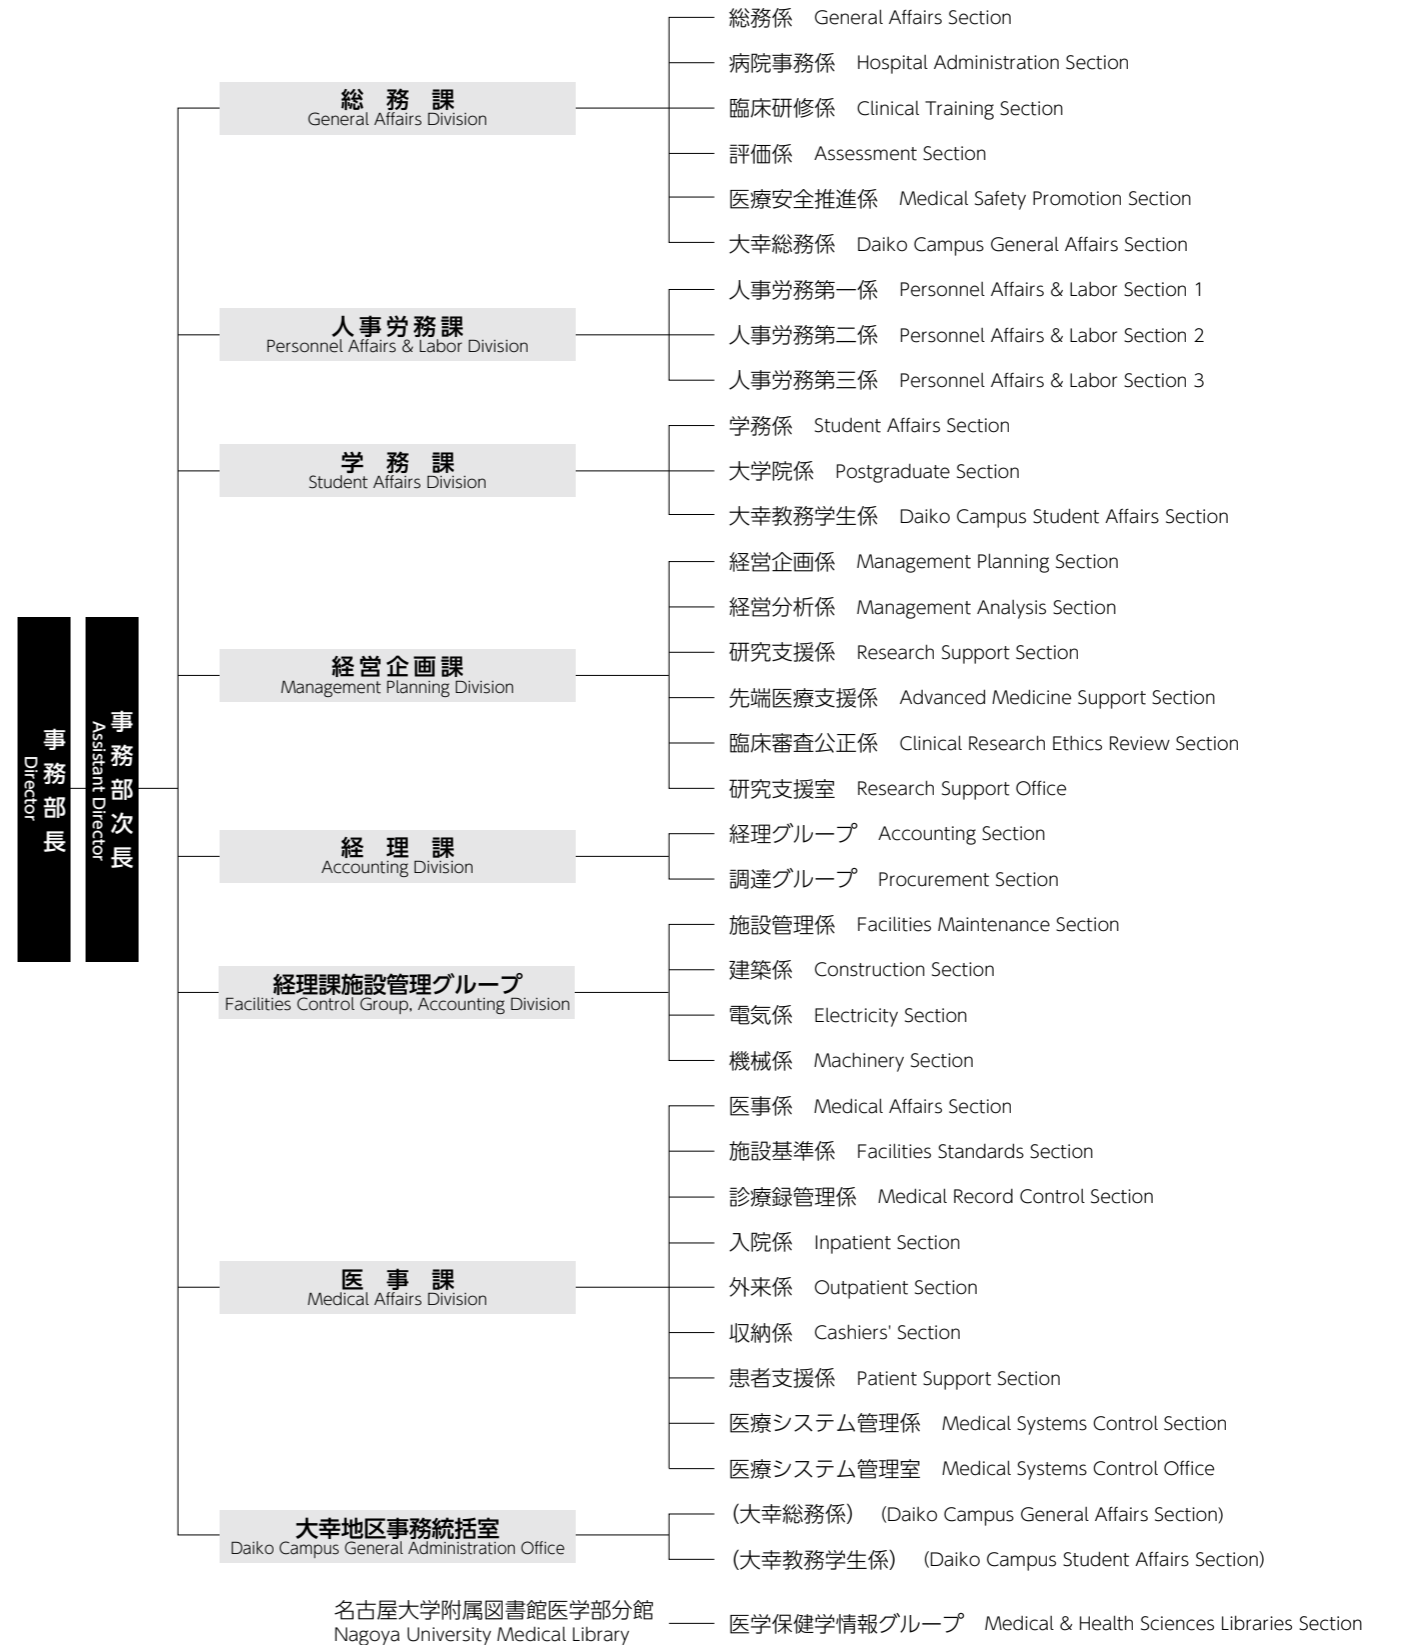 事務部長
Director
事務部次長
Assistant Director
総務課
General Affairs Division
総務係 General Affairs Section
病院事務係 Hospital Administration Section
臨床研修係 Clinical Training Section
評価係 Assessment Section
医療安全推進係 Medical Safety Promotion Section
大幸総務係 Daiko Campus General Affairs Section
人事労務課
Personnel Affairs & Labor Division
人事労務第一係 Personnel Affairs & Labor Section 1
人事労務第二係 Personnel Affairs & Labor Section 2
人事労務第三係 Personnel Affairs & Labor Section 3
学務課
Student Affairs Division
学務係 Student Affairs Section
大学院係 Postgraduate Section
大幸教務学生係 Daiko Campus Student Affairs Section
経営企画課
Management Planning Division
経営企画係 Management Planning Section
経営分析係 Management Analysis Section
研究支援係 Research Support Section
先端医療支援係 Advanced Medicine Support Section
臨床審査公正係 Clinical Research Ethics Review Section
研究支援室 Research Support Office
経理課
Accounting Division
経理グループ Accounting Section
調達グループ Procurement Section
経理課施設管理グループ
Facilities Control Group, Accounting Division
施設管理係 Facilities Maintenance Section
建築係 Construction Section
電気係 Electricity Section
機械係 Machinery Section
医事課
Medical Affairs Division
医事係 Medical Affairs Section
施設基準係 Facilities Standards Section
診療録管理係 Medical Record Control Section
入院係 Inpatient Section
外来係 Outpatient Section
収納係 Cashiers' Section
患者支援係 Patient Support Section
医療システム管理係 Medical Systems Control Section
医療システム管理室 Medical Systems Control Office
大幸地区事務統括室
Daiko Campus General Administration Office
（大幸総務係） (Daiko Campus General Affairs Section)
（大幸教務学生係） (Daiko Campus Student Affairs Section)
名古屋大学附属図書館医学部分館
Nagoya University Medical Library
医学保健学情報グループ Medical & Health Sciences Libraries Section